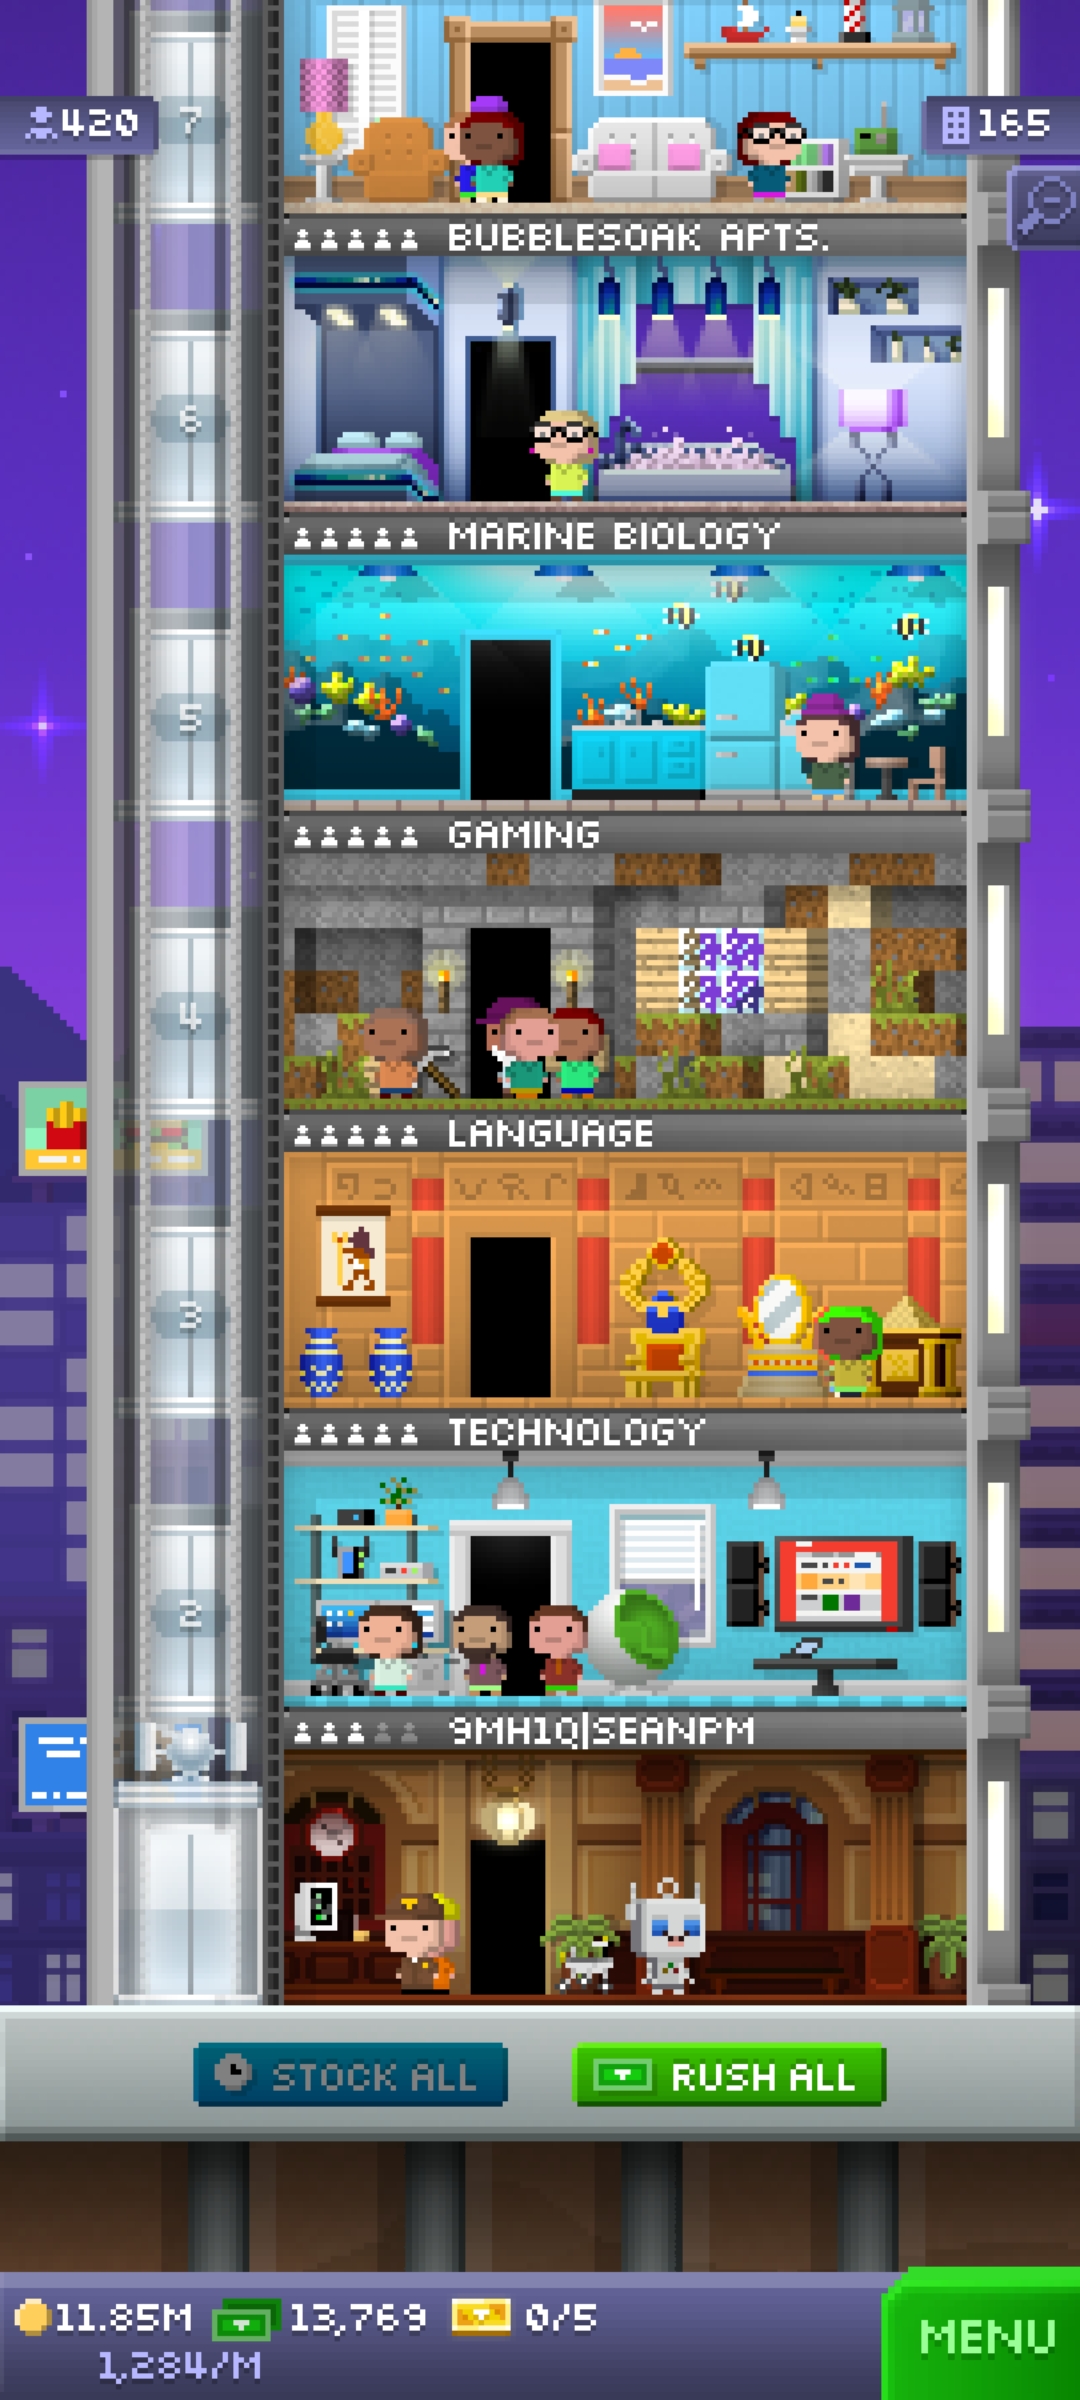 420
7
165
BUBBLESOAK APTS.
6
MARINE BIOLOGY
5
GAMING
4
LANGUAGE
3
TECHNOLOGY
2
9MH1Q|SEANPM
STOCK ALL
RUSH ALL
11.85M
13,769
0/5
1,284/M
MENU